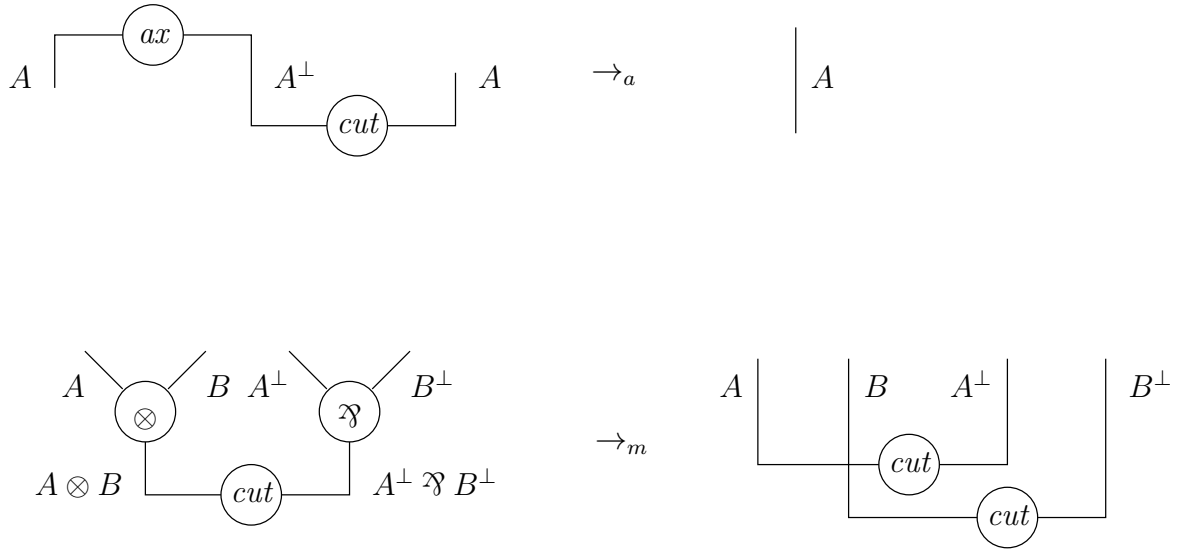 ax
A A^⊥ A →_a A
cut
A B A^⊥ B^⊥ A B A^⊥ B^⊥
⊗ ⅋
→_m
cut
A ⊗ B cut A^⊥ ⅋ B^⊥
cut